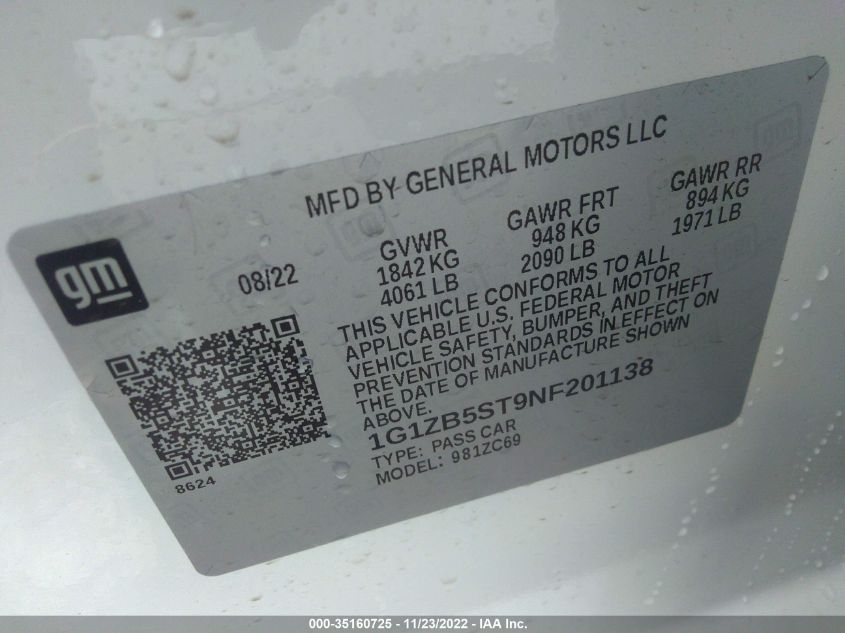 MFD BY GENERAL MOTORS LLC
gm
08/22
GVWR
1842 KG
4061 LB
GAWR FRT
948 KG
2090 LB
GAWR RR
894 KG
1971 LB
THIS VEHICLE CONFORMS TO ALL
APPLICABLE U.S. FEDERAL MOTOR
VEHICLE SAFETY, BUMPER, AND THEFT
PREVENTION STANDARDS IN EFFECT ON
THE DATE OF MANUFACTURE SHOWN
ABOVE.
1G1ZB5ST9NF201138
TYPE: PASS CAR
MODEL: 981ZC69
8624
000-35160725 - 11/23/2022 - IAA Inc.